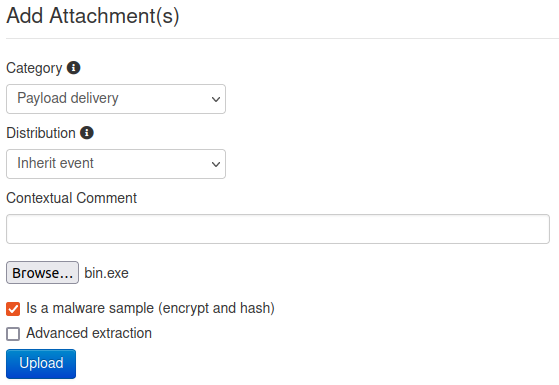 Add Attachment(s)
Category
Payload delivery
Distribution
Inherit event
Contextual Comment
Browse... bin.exe
Is a malware sample (encrypt and hash)
Advanced extraction
Upload